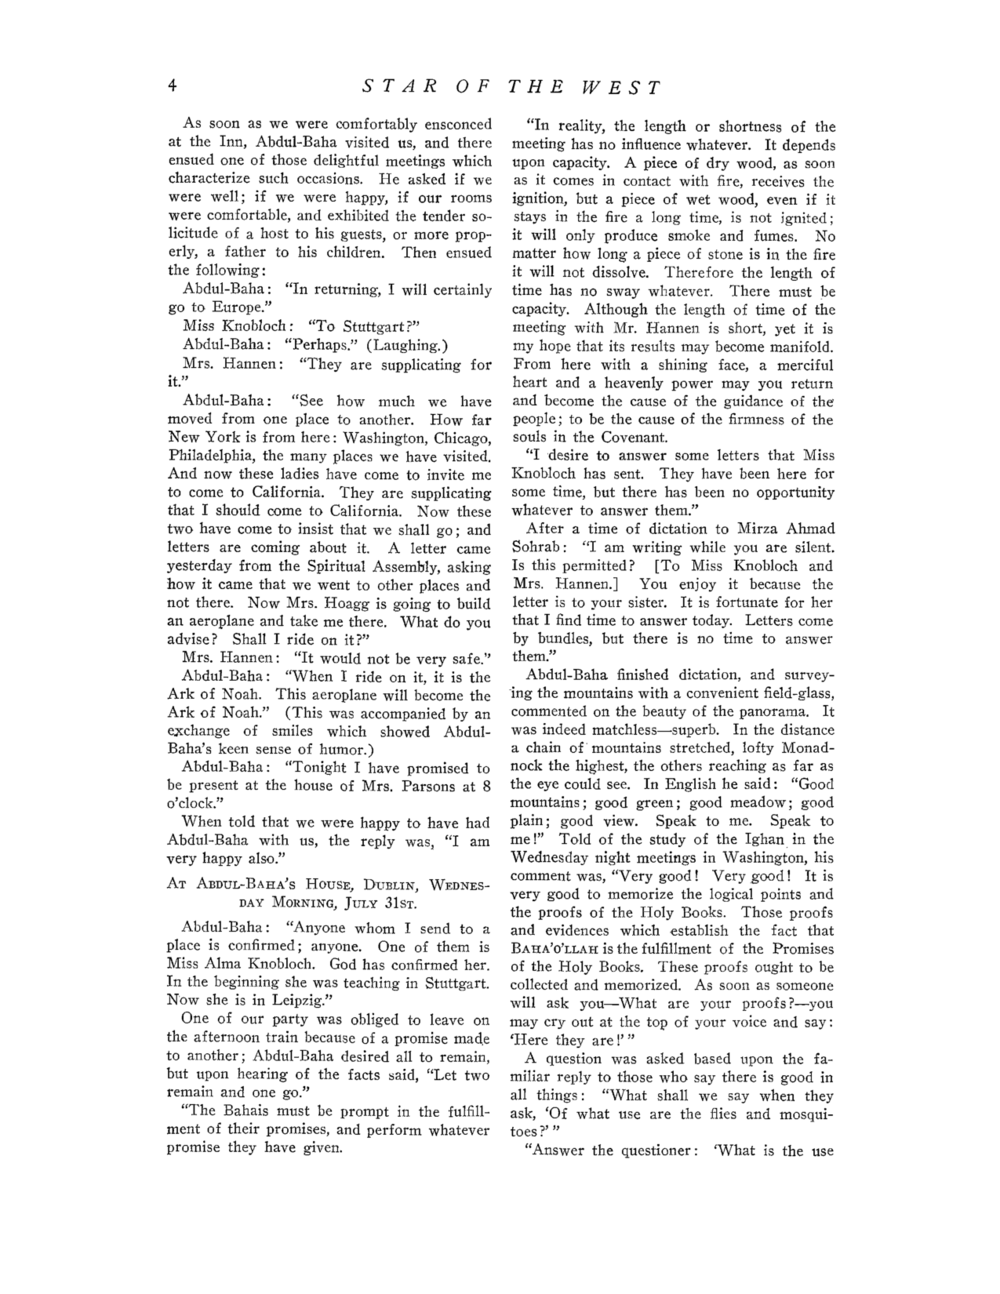 4 STAR OF THE WEST
As soon as we were comfortably ensconced
at the Inn, Abdul-Baha visited us, and there
ensued one of those delightful meetings which
characterize such occasions. He asked if we
were well; if we were happy, if our rooms
were comfortable, and exhibited the tender so-
licitude of a host to his guests, or more prop-
erly, a father to his children. Then ensued
the following:
Abdul-Baha: “In returning, I will certainly
go to Europe.”
Miss Knobloch: “To Stuttgart?”
Abdul-Baha: “Perhaps.” (Laughing.)
Mrs. Hannen: “They are supplicating for
it.”
Abdul-Baha: “See how much we have
moved from one place to another. How far
New York is from here: Washington, Chicago,
Philadelphia, the many places we have visited.
And now these ladies have come to invite me
to come to California. They are supplicating
that I should come to California. Now these
two have come to insist that we shall go; and
letters are coming about it. A letter came
yesterday from the Spiritual Assembly, asking
how it came that we went to other places and
not there. Now Mrs. Hoagg is going to build
an aeroplane and take me there. What do you
advise? Shall I ride on it?”
Mrs. Hannen: “It would not be very safe.”
Abdul-Baha: “When I ride on it, it is the
Ark of Noah. This aeroplane will become the
Ark of Noah.” (This was accompanied by an
exchange of smiles which showed Abdul-
Baha's keen sense of humor.)
Abdul-Baha: “Tonight I have promised to
be present at the house of Mrs. Parsons at 8
o'clock.”
When told that we were happy to have had
Abdul-Baha with us, the reply was, “I am
very happy also.”
AT ABDUL-BAHA'S HOUSE, DUBLIN, WEDNES-
DAY MORNING, JULY 31ST.
Abdul-Baha: “Anyone whom I send to a
place is confirmed; anyone. One of them is
Miss Alma Knobloch. God has confirmed her.
In the beginning she was teaching in Stuttgart.
Now she is in Leipzig.”
One of our party was obliged to leave on
the afternoon train because of a promise made
to another; Abdul-Baha desired all to remain,
but upon hearing of the facts said, “Let two
remain and one go.”
“The Bahais must be prompt in the fulfill-
ment of their promises, and perform whatever
promise they have given.
“In reality, the length or shortness of the
meeting has no influence whatever. It depends
upon capacity. A piece of dry wood, as soon
as it comes in contact with fire, receives the
ignition, but a piece of wet wood, even if it
stays in the fire a long time, is not ignited;
it will only produce smoke and fumes. No
matter how long a piece of stone is in the fire
it will not dissolve. Therefore the length of
time has no sway whatever. There must be
capacity. Although the length of time of the
meeting with Mr. Hannen is short, yet it is
my hope that its results may become manifold.
From here with a shining face, a merciful
heart and a heavenly power may you return
and become the cause of the guidance of the
people; to be the cause of the firmness of the
souls in the Covenant.
“I desire to answer some letters that Miss
Knobloch has sent. They have been here for
some time, but there has been no opportunity
whatever to answer them.”
After a time of dictation to Mirza Ahmad
Sohrab: “I am writing while you are silent.
Is this permitted? [To Miss Knobloch and
Mrs. Hannen.] You enjoy it because the
letter is to your sister. It is fortunate for her
that I find time to answer today. Letters come
by bundles, but there is no time to answer
them.”
Abdul-Baha finished dictation, and survey-
ing the mountains with a convenient field-glass,
commented on the beauty of the panorama. It
was indeed matchless—superb. In the distance
a chain of mountains stretched, lofty Monad-
nock the highest, the others reaching as far as
the eye could see. In English he said: “Good
mountains; good green; good meadow; good
plain; good view. Speak to me. Speak to
me!” Told of the study of the Ighan in the
Wednesday night meetings in Washington, his
comment was, “Very good! Very good! It is
very good to memorize the logical points and
the proofs of the Holy Books. Those proofs
and evidences which establish the fact that
BAHA'O'LLAH is the fulfillment of the Promises
of the Holy Books. These proofs ought to be
collected and memorized. As soon as someone
will ask you—What are your proofs?—you
may cry out at the top of your voice and say:
‘Here they are!’ ”
A question was asked based upon the fa-
miliar reply to those who say there is good in
all things: “What shall we say when they
ask, ‘Of what use are the flies and mosqui-
toes?’ ”
“Answer the questioner: ‘What is the use